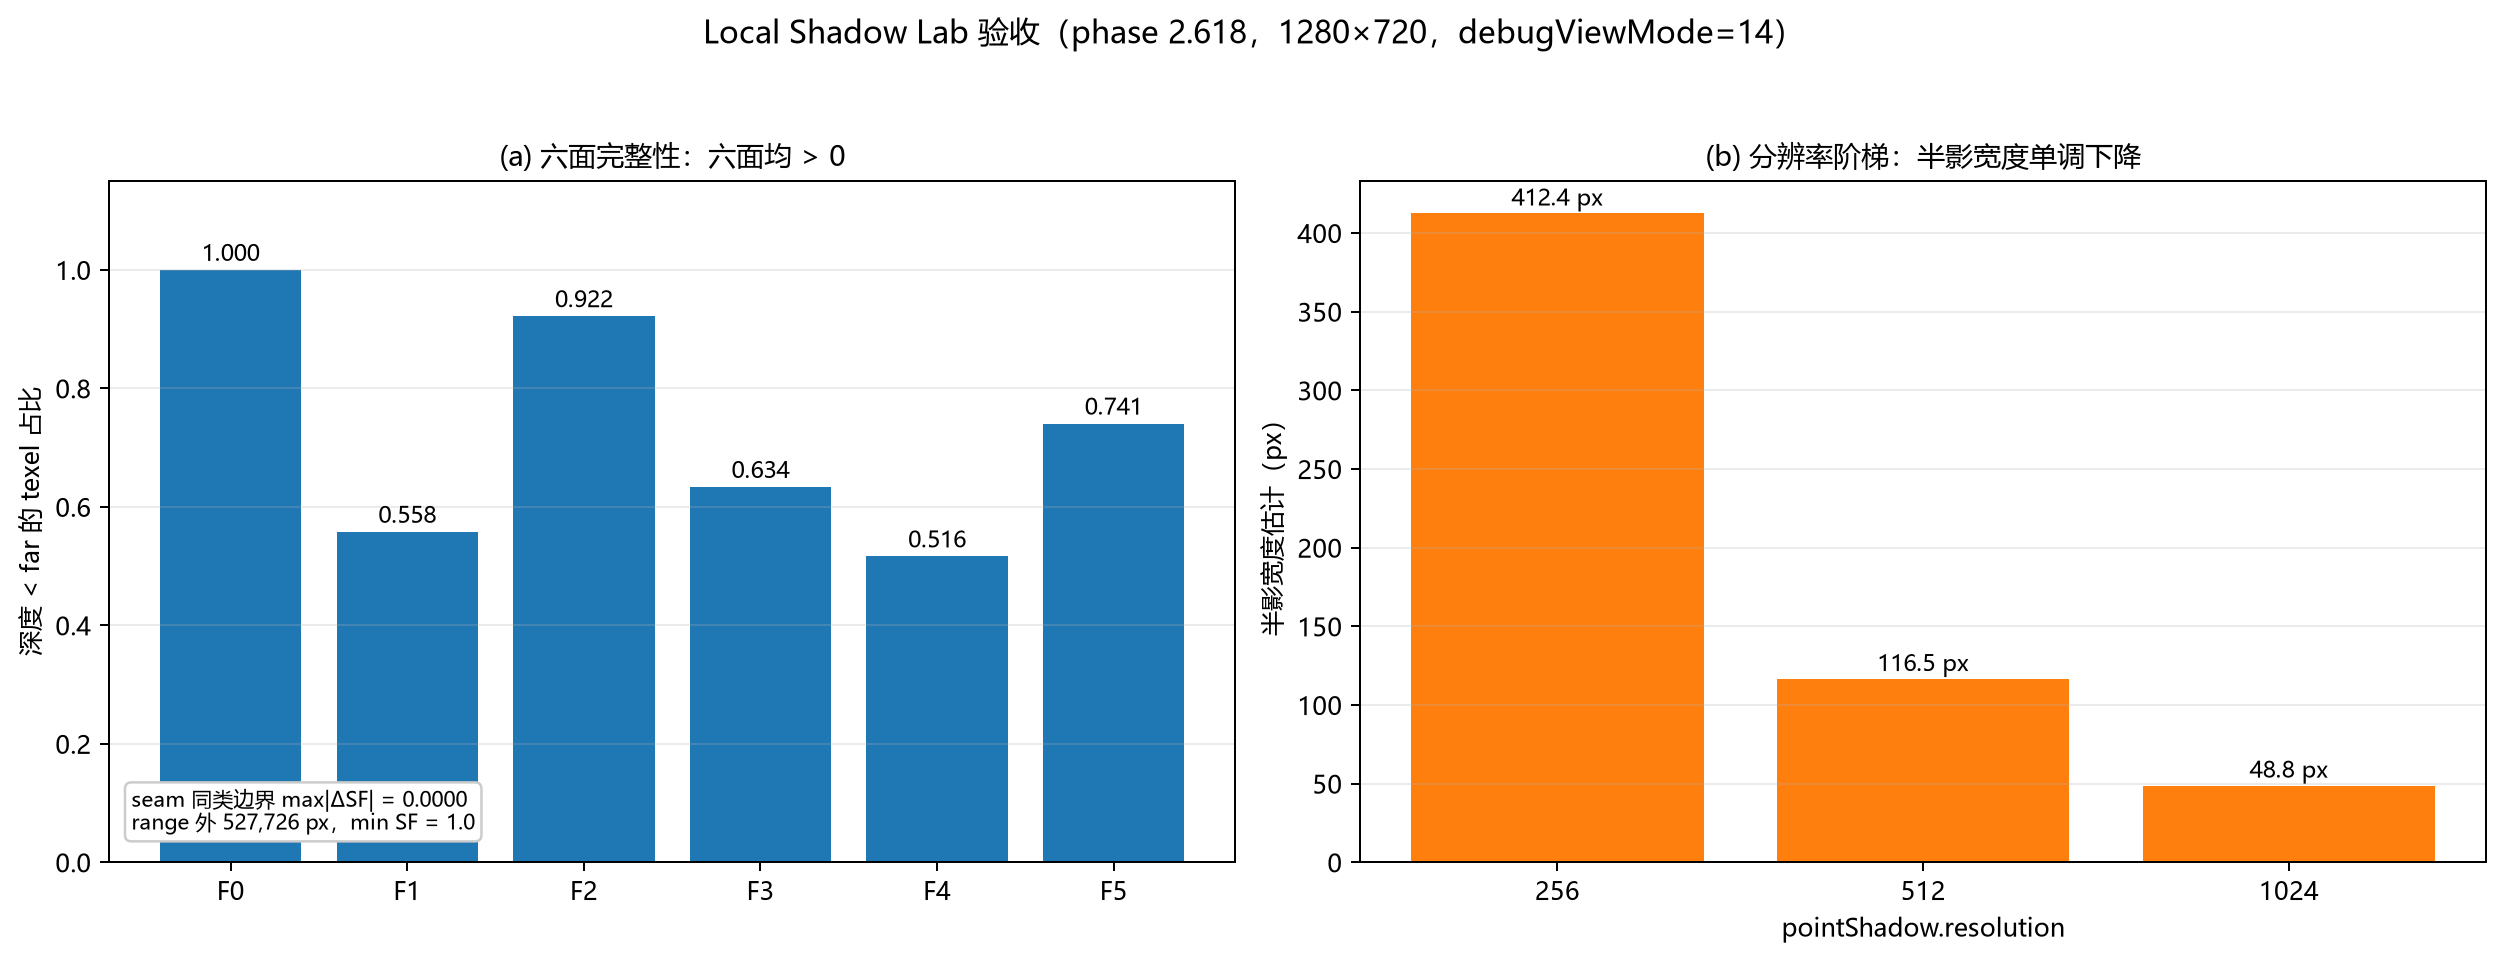 Local Shadow Lab 验收（phase 2.618，1280×720，debugViewMode=14）
(a) 六面完整性：六面均 > 0
深度 < far 的 texel 占比
1.0
0.8
0.6
0.4
0.2
0.0
1.000
0.558
0.922
0.634
0.516
0.741
seam 同类边界 max|ΔSF| = 0.0000
range 外 527,726 px，min SF = 1.0
F0
F1
F2
F3
F4
F5
(b) 分辨率阶梯：半影宽度单调下降
半影宽度估计（px）
400
350
300
250
200
150
100
50
0
412.4 px
116.5 px
48.8 px
256
512
1024
pointShadow.resolution